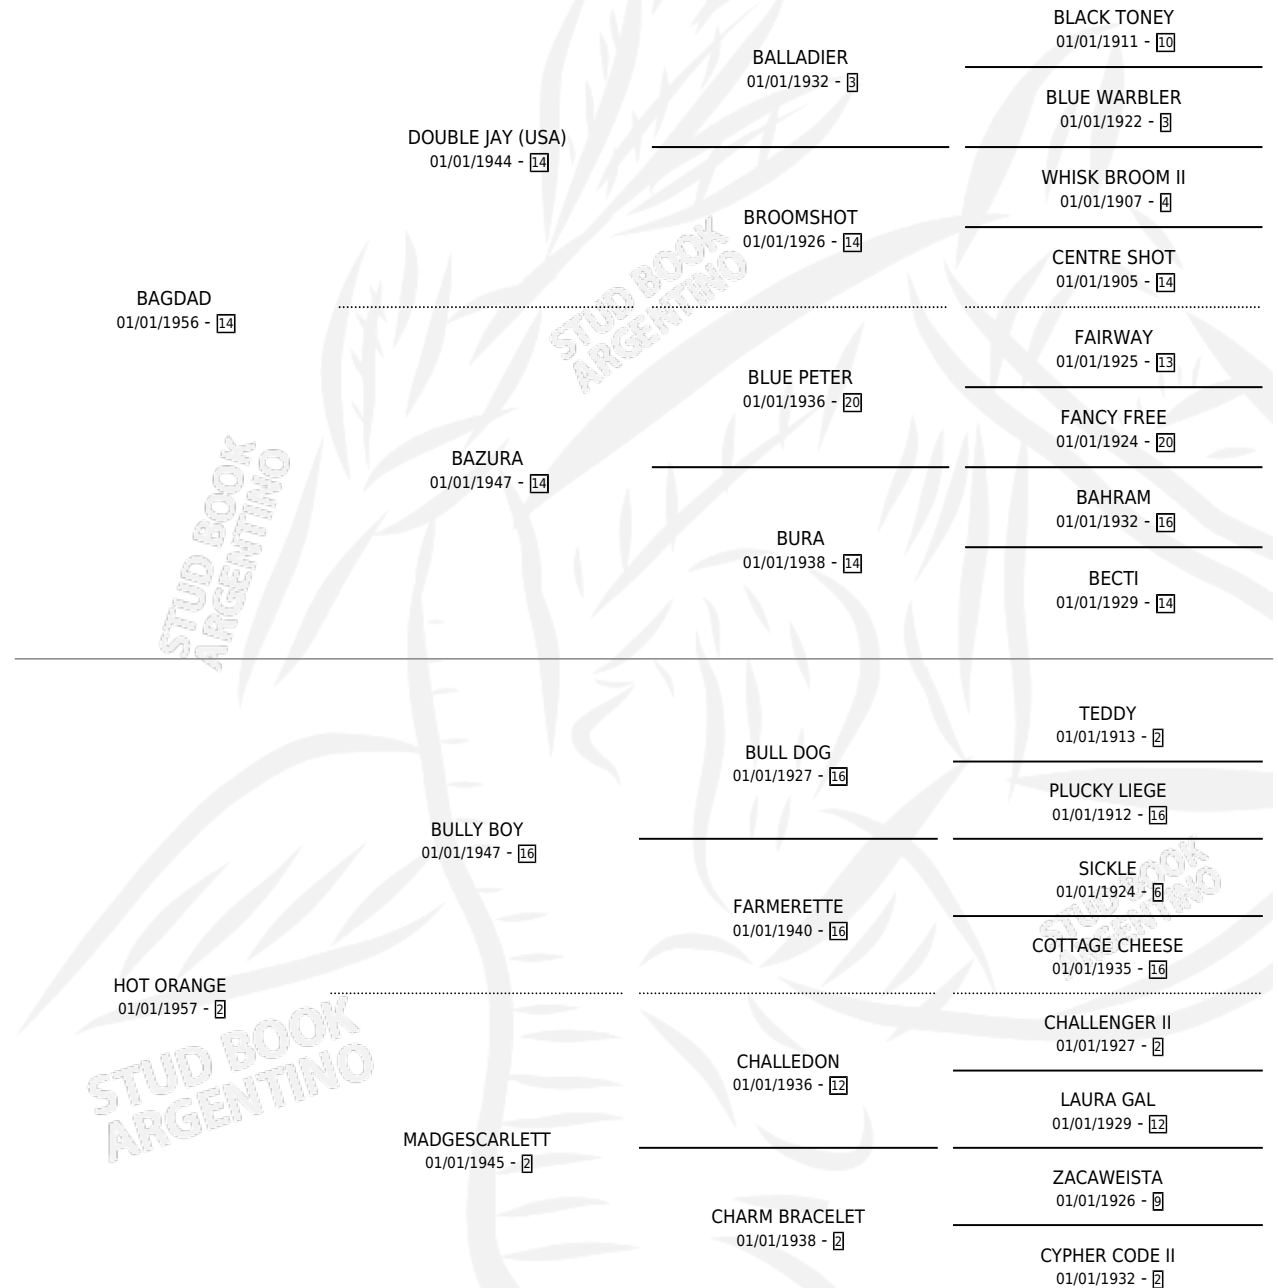 BLACK TONEY
01/01/1911 - 10
BALLADIER
01/01/1932 - 3
BLUE WARBLER
01/01/1922 - 3
DOUBLE JAY (USA)
01/01/1944 - 14
WHISK BROOM II
01/01/1907 - 4
BROOMSHOT
01/01/1926 - 14
CENTRE SHOT
01/01/1905 - 14
BAGDAD
01/01/1956 - 14
FAIRWAY
01/01/1925 - 13
BLUE PETER
01/01/1936 - 20
FANCY FREE
01/01/1924 - 20
BAZURA
01/01/1947 - 14
BAHRAM
01/01/1932 - 16
BURA
01/01/1938 - 14
BECTI
01/01/1929 - 14
STUD BOOK
ARGENTINO
STUD BOOK
ARGENTINO
TEDDY
01/01/1913 - 2
BULL DOG
01/01/1927 - 16
PLUCKY LIEGE
01/01/1912 - 16
BULLY BOY
01/01/1947 - 16
SICKLE
01/01/1924 - 6
FARMERETTE
01/01/1940 - 16
COTTAGE CHEESE
01/01/1935 - 16
HOT ORANGE
01/01/1957 - 2
CHALLENGER II
01/01/1927 - 2
CHALLEDON
01/01/1936 - 12
LAURA GAL
01/01/1929 - 12
MADGESCARLETT
01/01/1945 - 2
ZACAWEISTA
01/01/1926 - 9
CHARM BRACELET
01/01/1938 - 2
CYPHER CODE II
01/01/1932 - 2
STUD BOOK
ARGENTINO
STUD BOOK
ARGENTINO